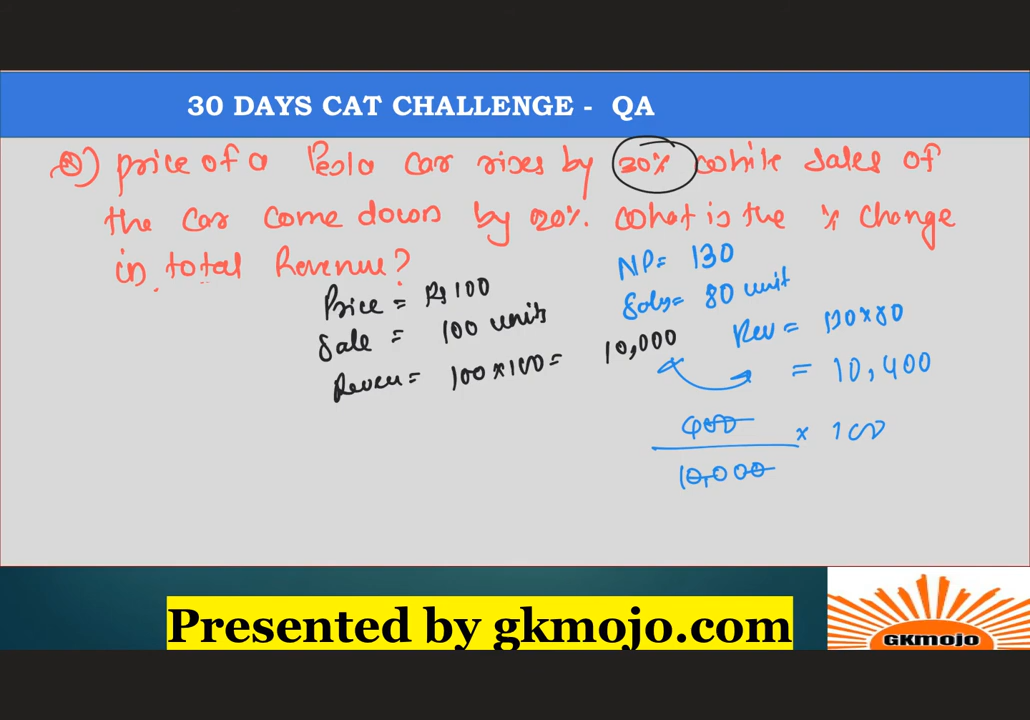 30 DAYS CAT CHALLENGE - QA
Q) price of a Tesla car rises by 30% while sales of
the car come down by 20%. What is the % change
in total Revenue?
Price = Rs 100
Sale = 100 units
Reven = 100 x 100 = 10,000
NP = 130
Sales = 80 unit
Rev = 130 x 80
= 10,400
400
10,000
x 100
Presented by gkmojo.com
GKmojo